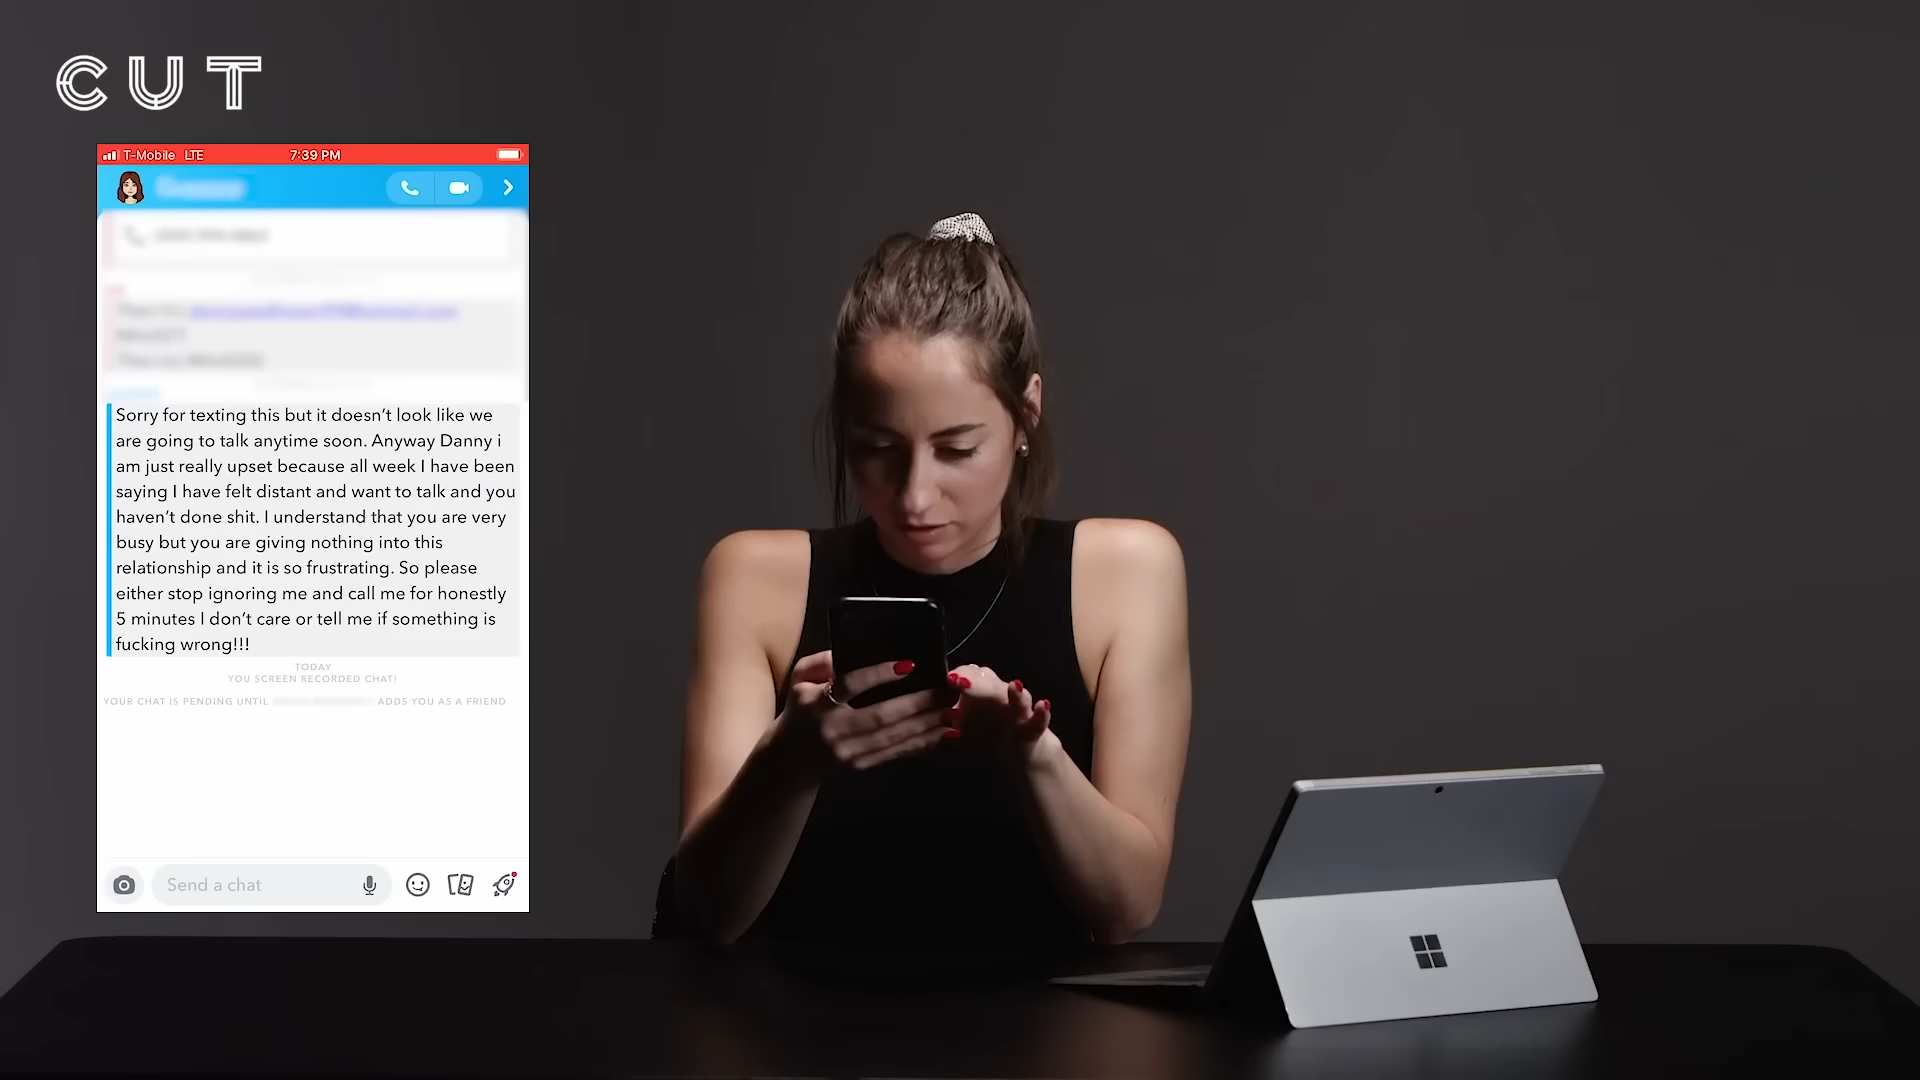 CUT
T-Mobile LTE 7:39 PM
Sorry for texting this but it doesn’t look like we
are going to talk anytime soon. Anyway Danny i
am just really upset because all week I have been
saying I have felt distant and want to talk and you
haven’t done shit. I understand that you are very
busy but you are giving nothing into this
relationship and it is so frustrating. So please
either stop ignoring me and call me for honestly
5 minutes I don’t care or tell me if something is
fucking wrong!!!
TODAY
YOU SCREEN RECORDED CHAT!
YOUR CHAT IS PENDING UNTIL ADDS YOU AS A FRIEND
Send a chat